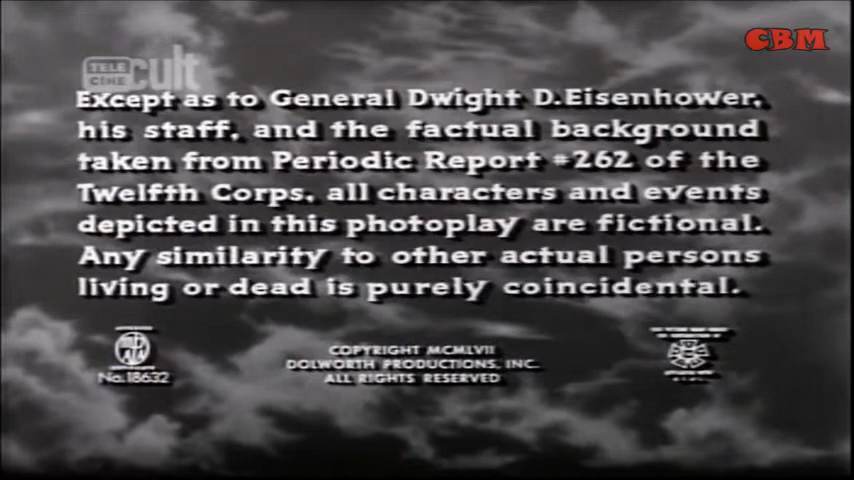 CBM
TELE
CINE
cult
Except as to General Dwight D. Eisenhower,
his staff, and the factual background
taken from Periodic Report #262 of the
Twelfth Corps, all characters and events
depicted in this photoplay are fictional.
Any similarity to other actual persons
living or dead is purely coincidental.
No. 18632
COPYRIGHT MCMLVII
DOLWORTH PRODUCTIONS, INC.
ALL RIGHTS RESERVED